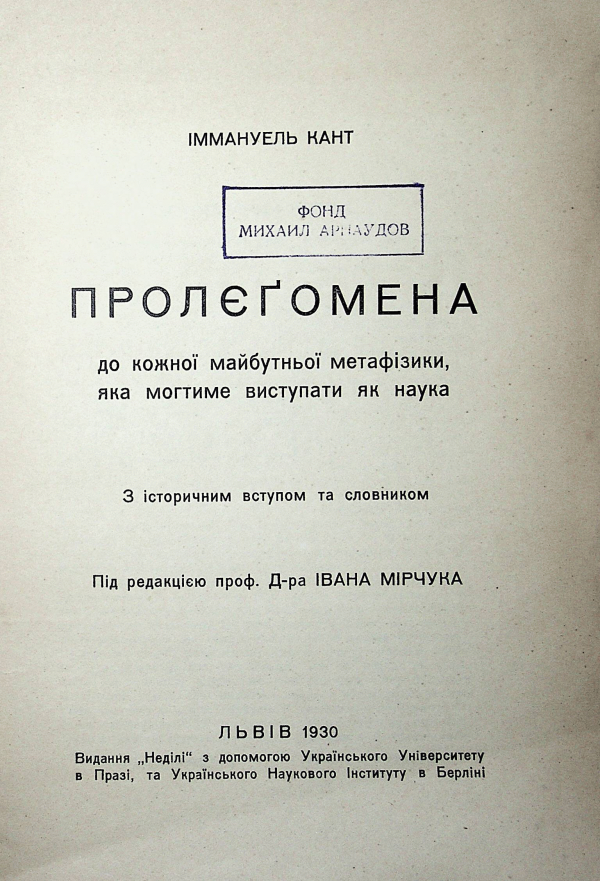 ІММАНУЕЛЬ КАНТ
ФОНД
МИХАИЛ АРНАУДОВ
ПРОЛЄҐОМЕНА
до кожної майбутньої метафізики,
яка могтиме виступати як наука
З історичним вступом та словником
Під редакцією проф. Д-ра ІВАНА МІРЧУКА
ЛЬВІВ 1930
Видання „Неділі“ з допомогою Українського Університету
в Празі, та Українського Наукового Інституту в Берліні